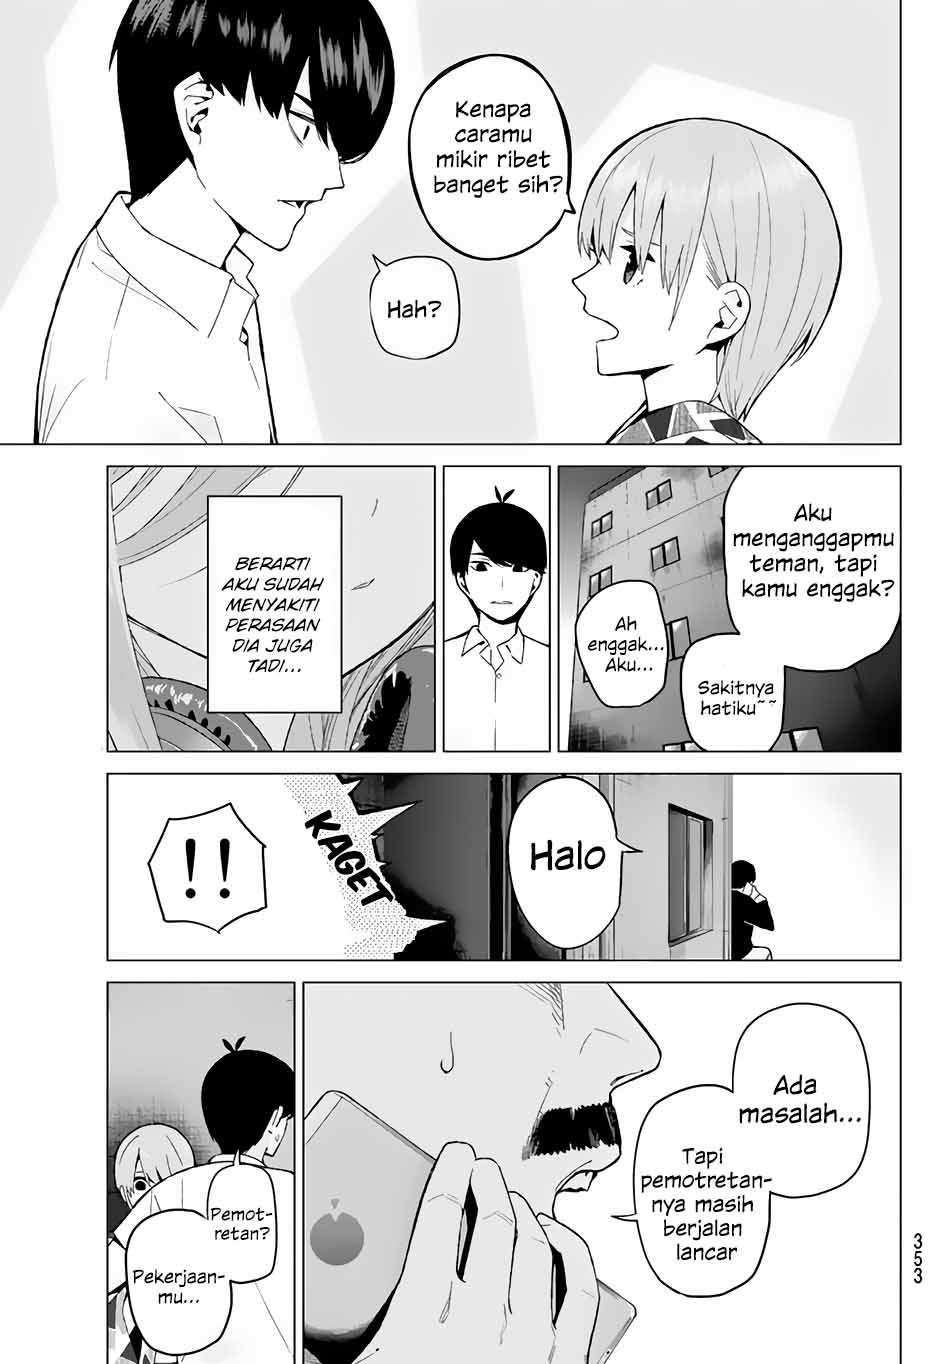 Kenapa
caramu
mikir ribet
banget sih?
Hah?
Aku
menganggapmu
teman, tapi
kamu enggak?
Ah
enggak...
Aku...
Sakitnya
hatiku~~
BERARTI
AKU SUDAH
MENYAKITI
PERASAAN
DIA JUGA
TADI...
Halo
KAGET
!!
Ada
masalah...
Tapi
pemotretan-
nya masih
berjalan
lancar
Pemot-
retan?
Pekerjaan-
mu...
353